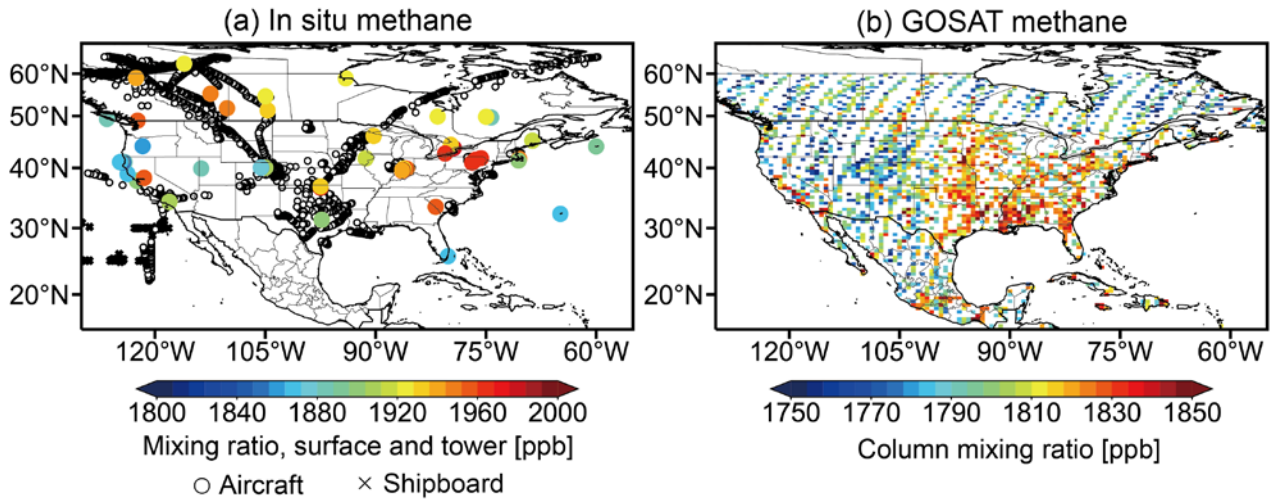 (a) In situ methane
60°N
50°N
40°N
30°N
20°N
120°W 105°W 90°W 75°W 60°W
1800 1840 1880 1920 1960 2000
Mixing ratio, surface and tower [ppb]
○ Aircraft × Shipboard
(b) GOSAT methane
60°N
50°N
40°N
30°N
20°N
120°W 105°W 90°W 75°W 60°W
1750 1770 1790 1810 1830 1850
Column mixing ratio [ppb]